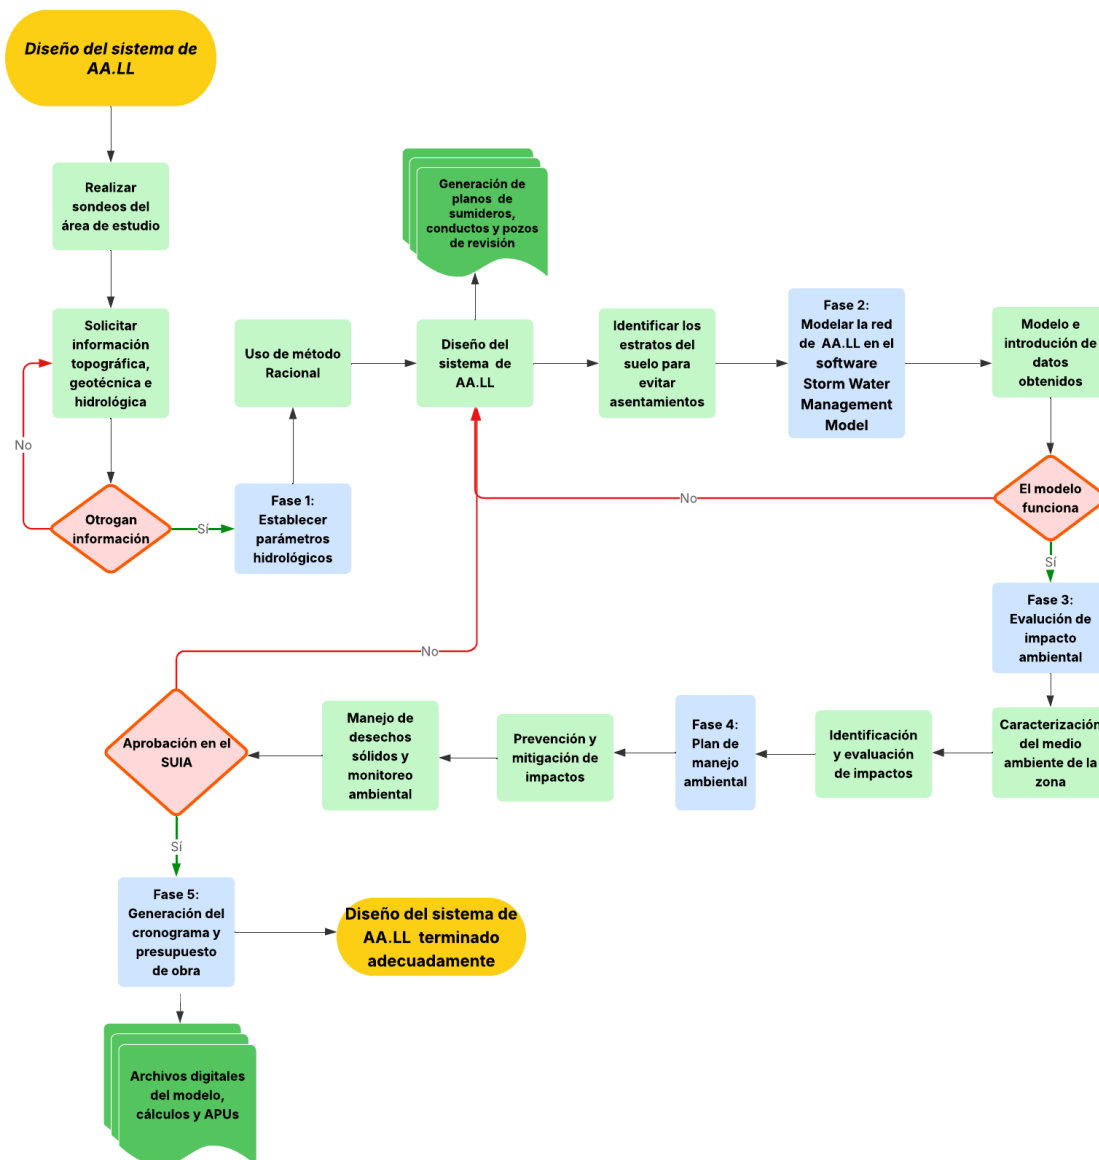 Diseño del sistema de
AA.LL
Realizar
sondeos del
área de estudio
Solicitar
información
topográfica,
geotécnica e
hidrológica
No
Otrogan
información
Sí
Fase 1:
Establecer
parámetros
hidrológicos
Uso de método
Racional
Generación de
planos de
sumideros,
conductos y pozos
de revisión
Diseño del
sistema de
AA.LL
Identificar los
estratos del
suelo para
evitar
asentamientos
Fase 2:
Modelar la red
de AA.LL en el
software
Storm Water
Management
Model
Modelo e
introdución de
datos
obtenidos
El modelo
funciona
No
Sí
Fase 3:
Evalución de
impacto
ambiental
Caracterización
del medio
ambiente de la
zona
Identificación
y evaluación
de impactos
Fase 4:
Plan de
manejo
ambiental
Prevención y
mitigación de
impactos
Manejo de
desechos
sólidos y
monitoreo
ambiental
Aprobación en el
SUIA
No
Sí
Fase 5:
Generación del
cronograma y
presupuesto
de obra
Diseño del sistema de
AA.LL terminado
adecuadamente
Archivos digitales
del modelo,
cálculos y APUs